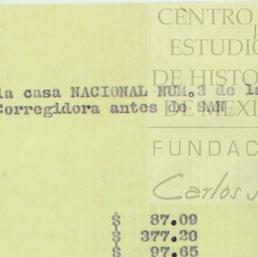 CENTRO
ESTUDI
DE HISTO
DE MEXI
la casa NACIONAL NUM.3 de la
Corregidora antes de SAN
FUNDAC
Carlos
$ 87.09
$ 377.20
$ 97.65